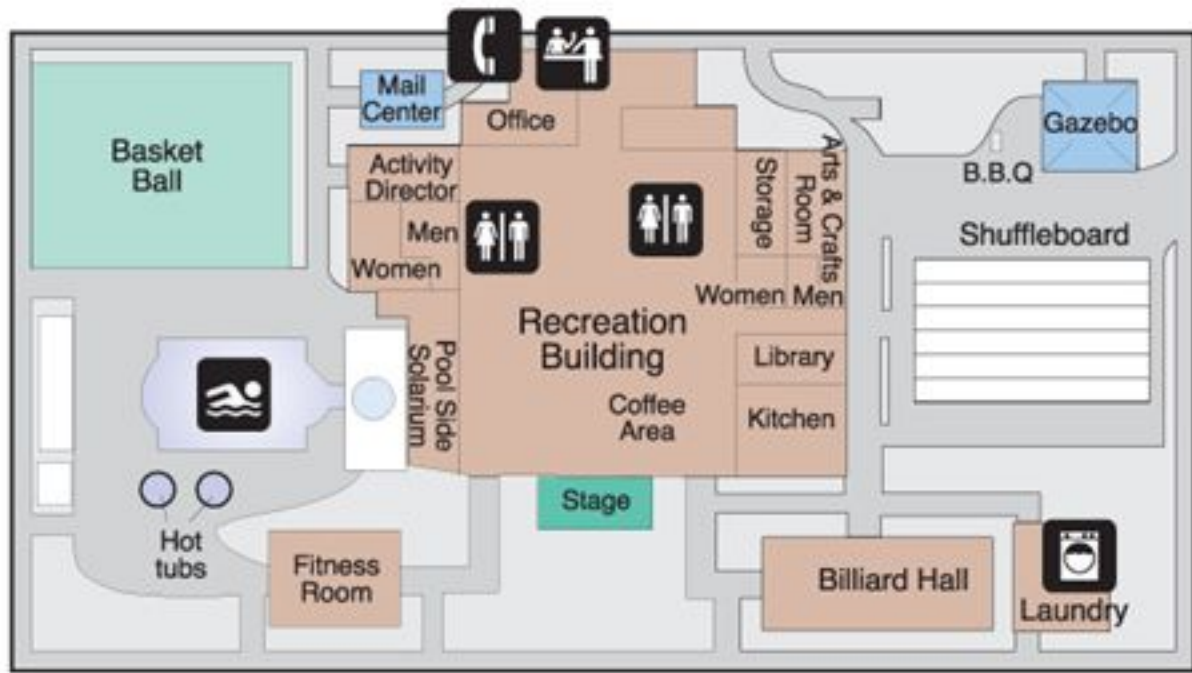 Mail
Center
Office
Gazebo
Basket
Ball
Activity
Director
Storage
Arts & Crafts
Room
B.B.Q
Men
Women
Shuffleboard
Women
Men
Recreation
Building
Pool Side
Solarium
Library
Coffee
Area
Kitchen
Stage
Hot
tubs
Fitness
Room
Billiard Hall
Laundry